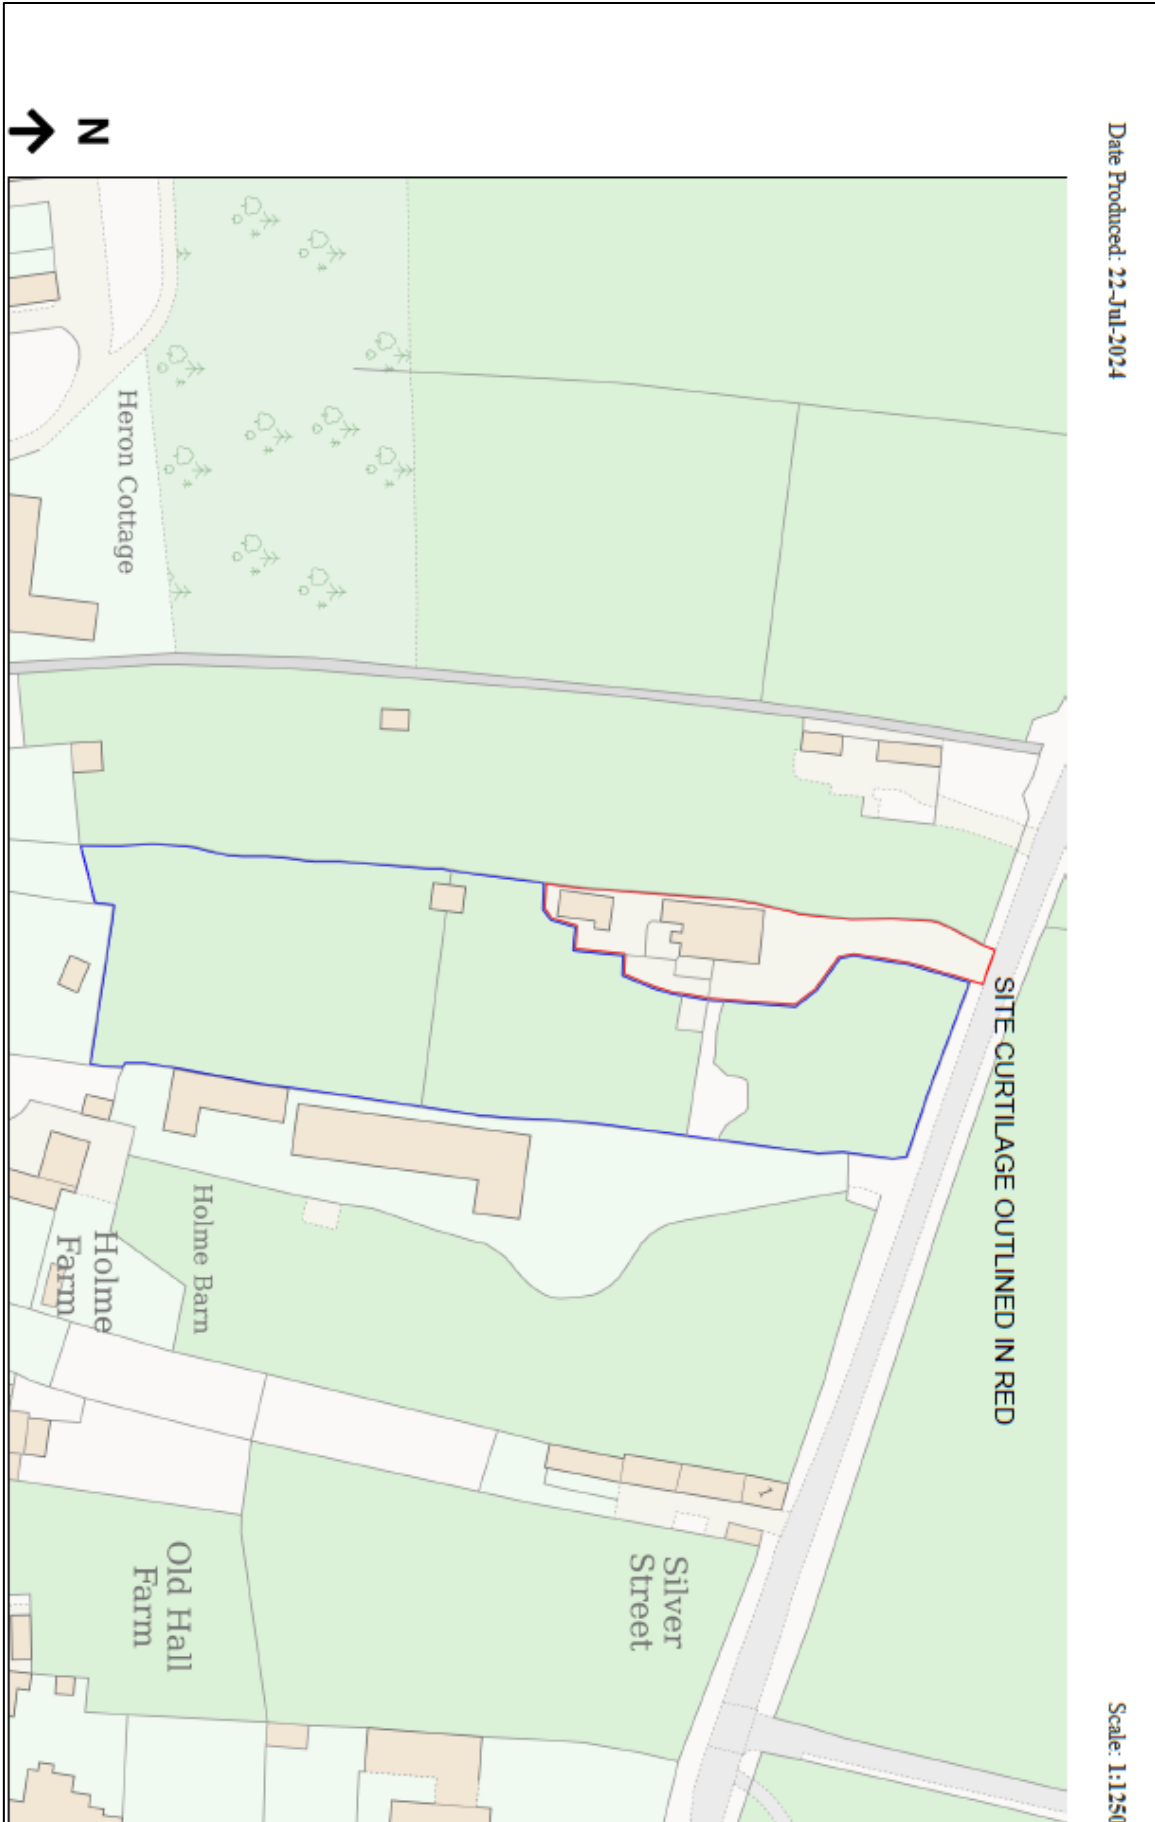 Date Produced: 22-Jul-2024
Scale: 1:1250
N
SITE CURTILAGE OUTLINED IN RED
Heron Cottage
Holme Barn
Holme
Farm
Silver
Street
1
Old Hall
Farm